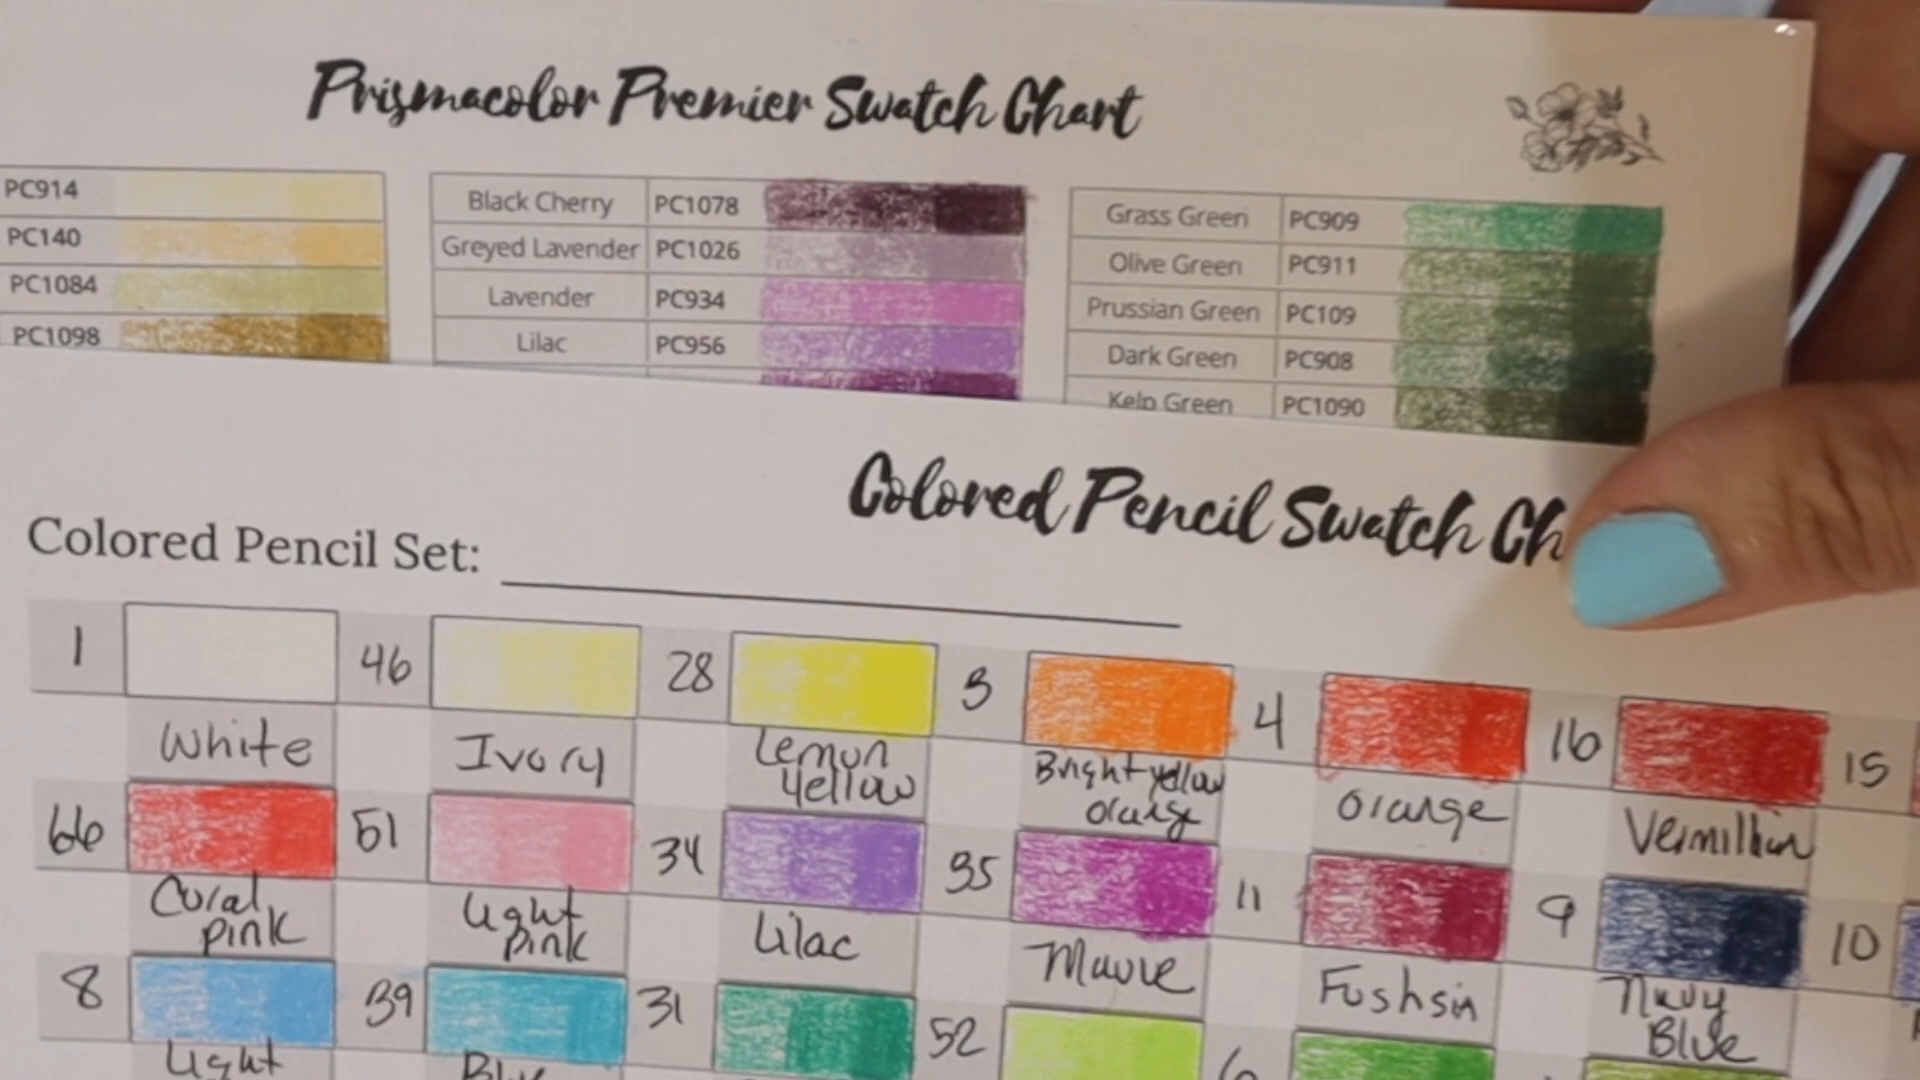 Prismacolor Premier Swatch Chart
PC914
PC140
PC1084
PC1098
Black Cherry PC1078
Greyed Lavender PC1026
Lavender PC934
Lilac PC956
Grass Green PC909
Olive Green PC911
Prussian Green PC109
Dark Green PC908
Kelp Green PC1090
Colored Pencil Swatch Ch
Colored Pencil Set:
1 46 28 3 4 16 15
White
Ivory
Lemon
Yellow
Bright yellow
orange
Orange
Vermillion
66 51 34 35 11 9 10
Coral
pink
Light
pink
Lilac
Mauve
Fushsia
Navy
Blue
8 39 31 52 6
Light
Blue